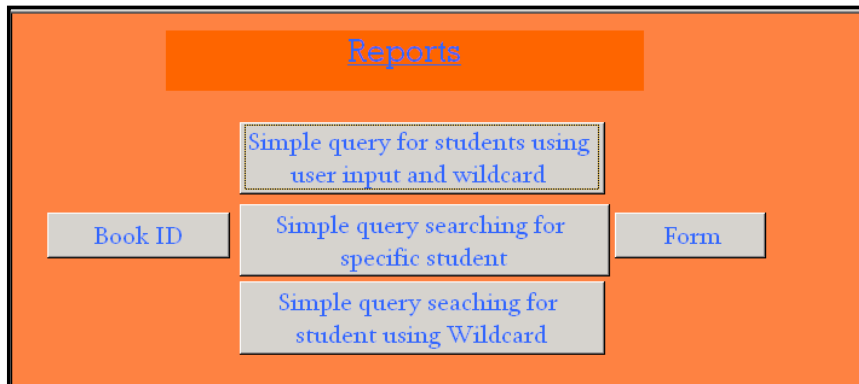 Reports
Simple query for students using
user input and wildcard
Book ID
Simple query searching for
specific student
Form
Simple query seaching for
student using Wildcard